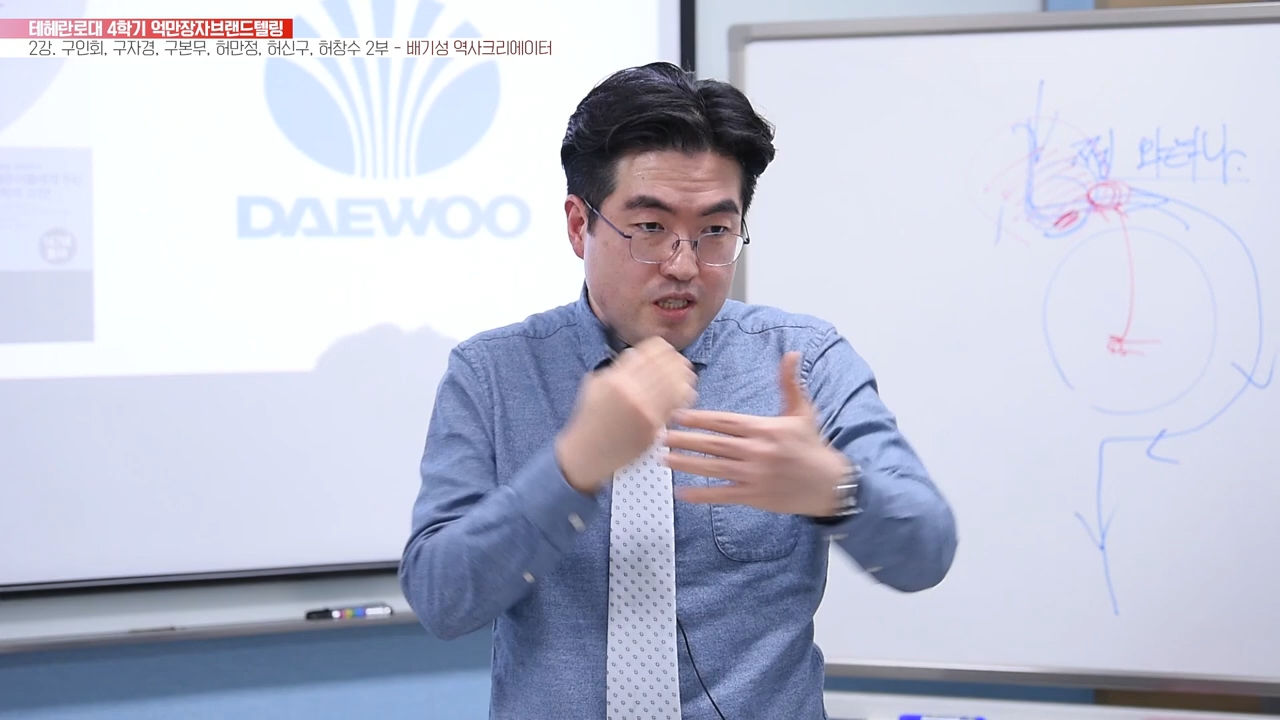 테헤란로대 4학기 억만장자브랜드텔링
2강. 구인회, 구자경, 구본무, 허만정, 허신구, 허창수 2부 - 배기성 역사크리에이터
DAEWOO